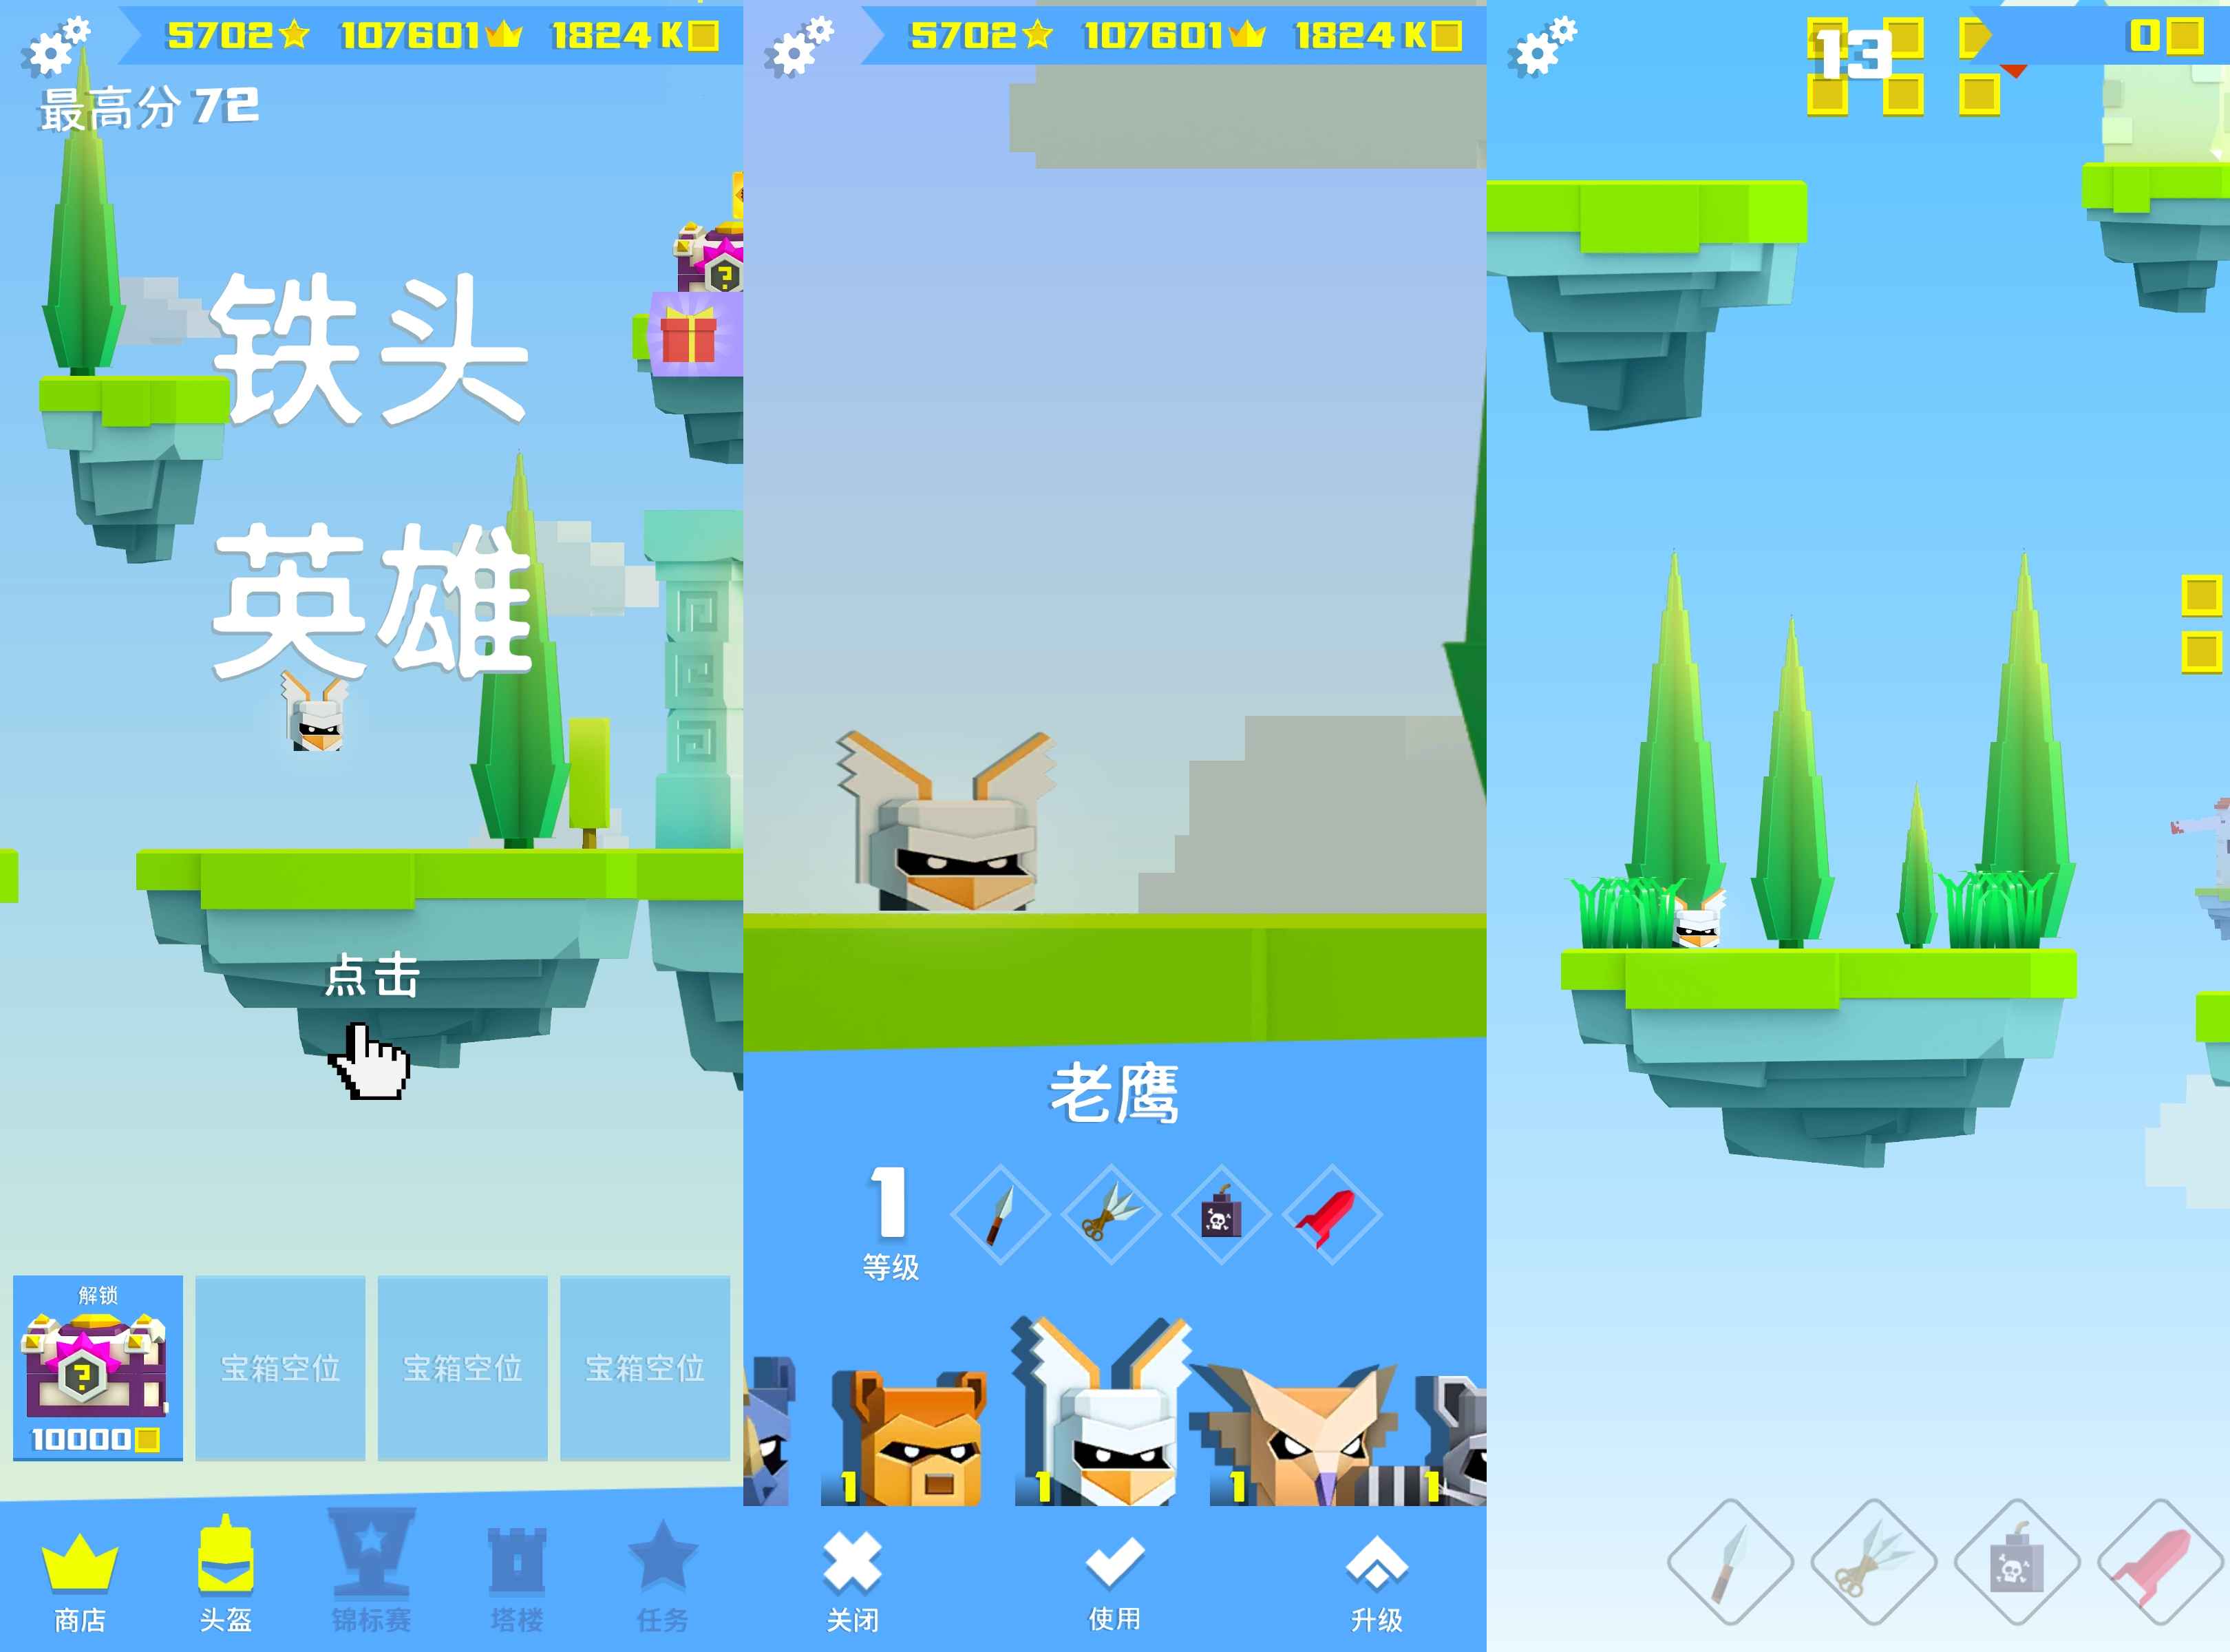 5702 107601 1824 K
最高分 72
铁头
英雄
点击
解锁
10000
宝箱空位
宝箱空位
宝箱空位
商店
头盔
锦标赛
塔楼
任务
5702 107601 1824 K
老鹰
1
等级
1
1
1
1
关闭
使用
升级
13
0